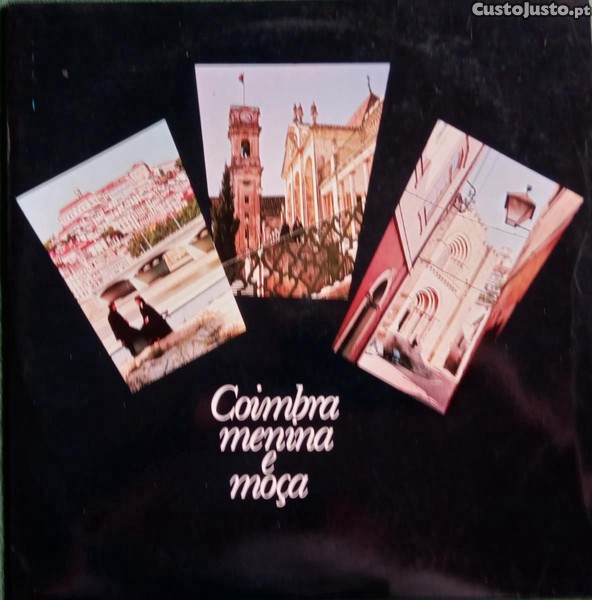 CustoJusto.pt
Coimbra
menina
e
moça